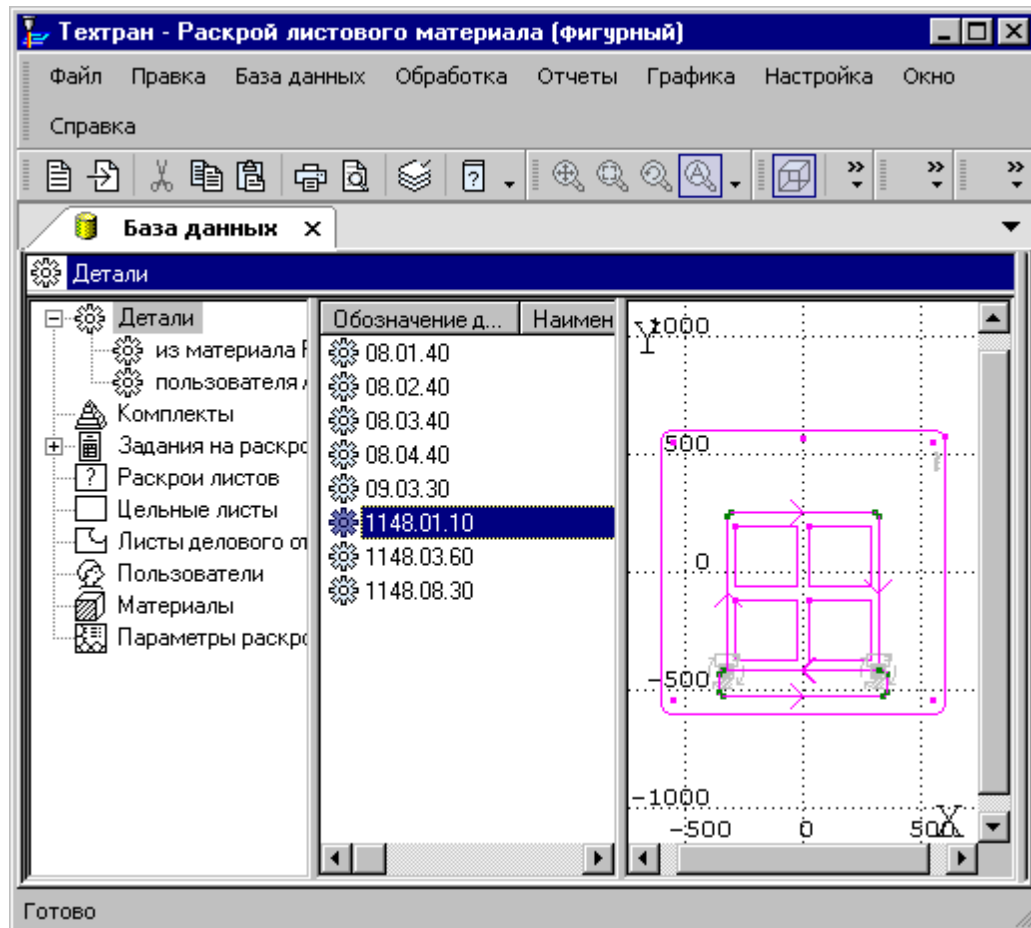 Техтран - Раскрой листового материала (фигурный)
Файл Правка База данных Обработка Отчеты Графика Настройка Окно
Справка
База данных
Детали
Детали
из материала
пользователя
Комплекты
Задания на раскро
Раскрои листов
Цельные листы
Листы делового от
Пользователи
Материалы
Параметры раскро
Обозначение д... Наимен
08.01.40
08.02.40
08.03.40
08.04.40
09.03.30
1148.01.10
1148.03.60
1148.08.30
Y
1000
500
0
-500
-1000
-500 0 500
X
Готово